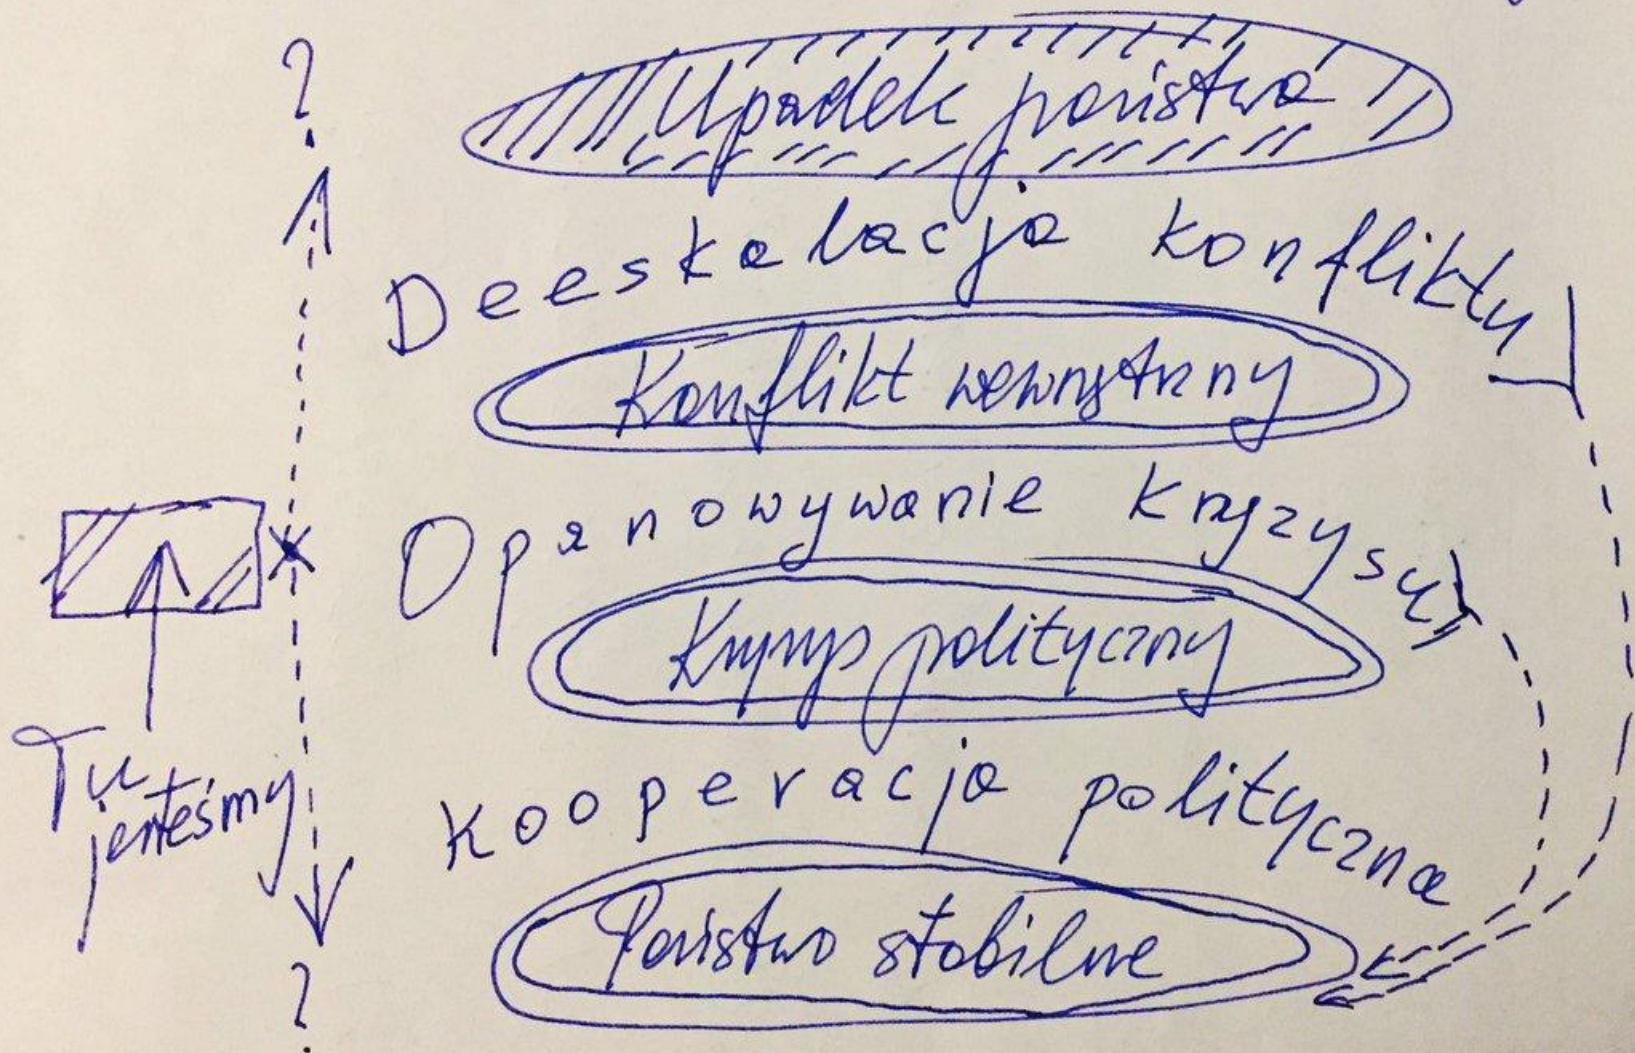 ?
Upadek państwa
Deeskalacja konfliktu
Konflikt wewnętrzny
Opanowywanie kryzysu
Kryzys polityczny
Tu
jesteśmy
Kooperacja polityczna
Państwo stabilne
?